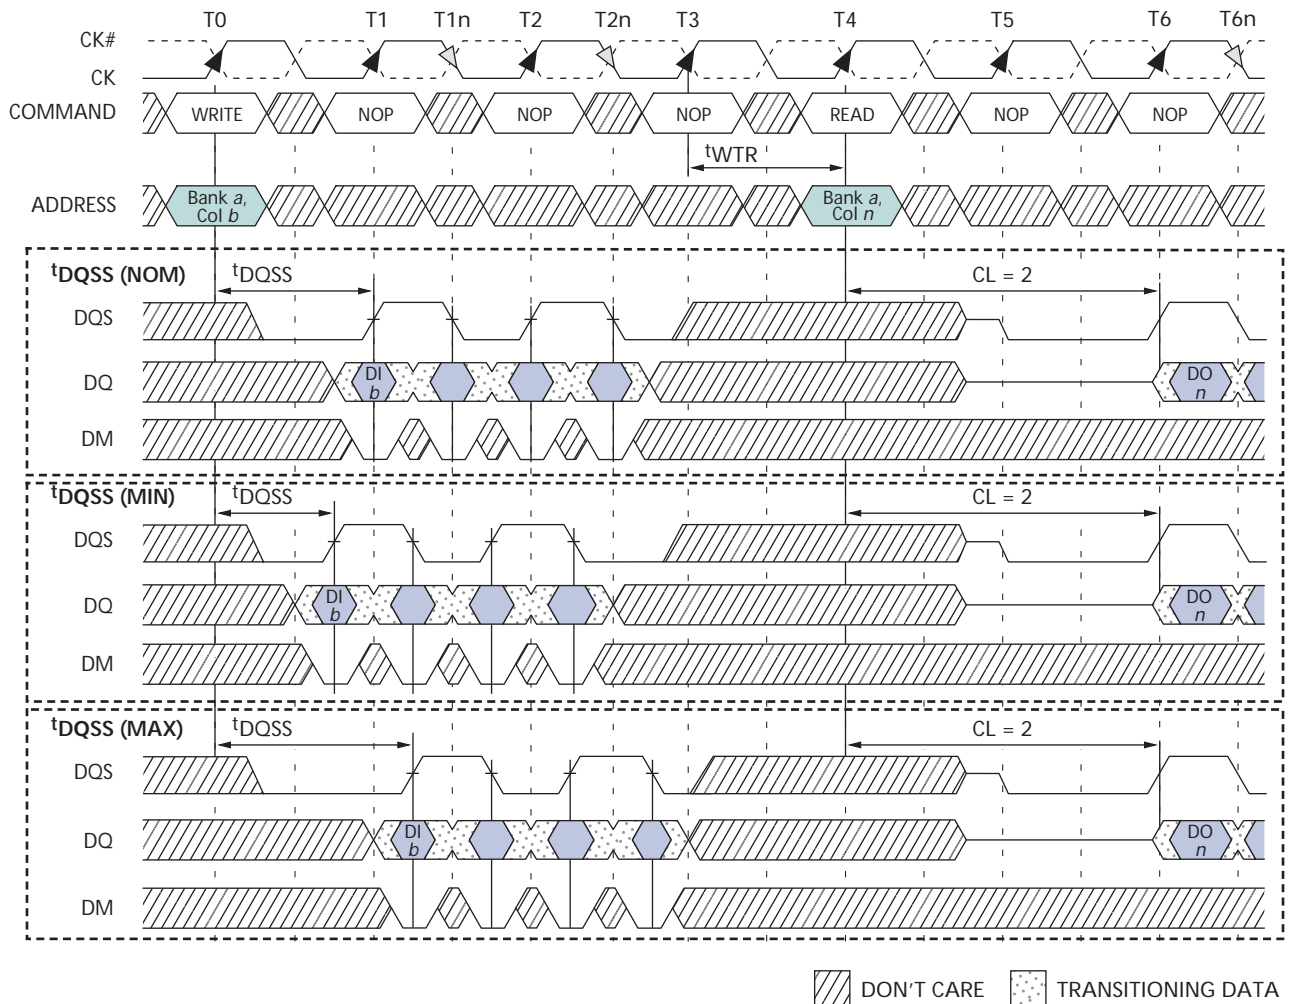 T0 T1 T1n T2 T2n T3 T4 T5 T6 T6n
CK#
CK
COMMAND WRITE NOP NOP NOP READ NOP NOP
tWTR
ADDRESS Bank a, Col b Bank a, Col n
tDQSS (NOM) tDQSS CL = 2
DQS
DQ DI b DO n
DM
tDQSS (MIN) tDQSS CL = 2
DQS
DQ DI b DO n
DM
tDQSS (MAX) tDQSS CL = 2
DQS
DQ DI b DO n
DM
DON'T CARE TRANSITIONING DATA